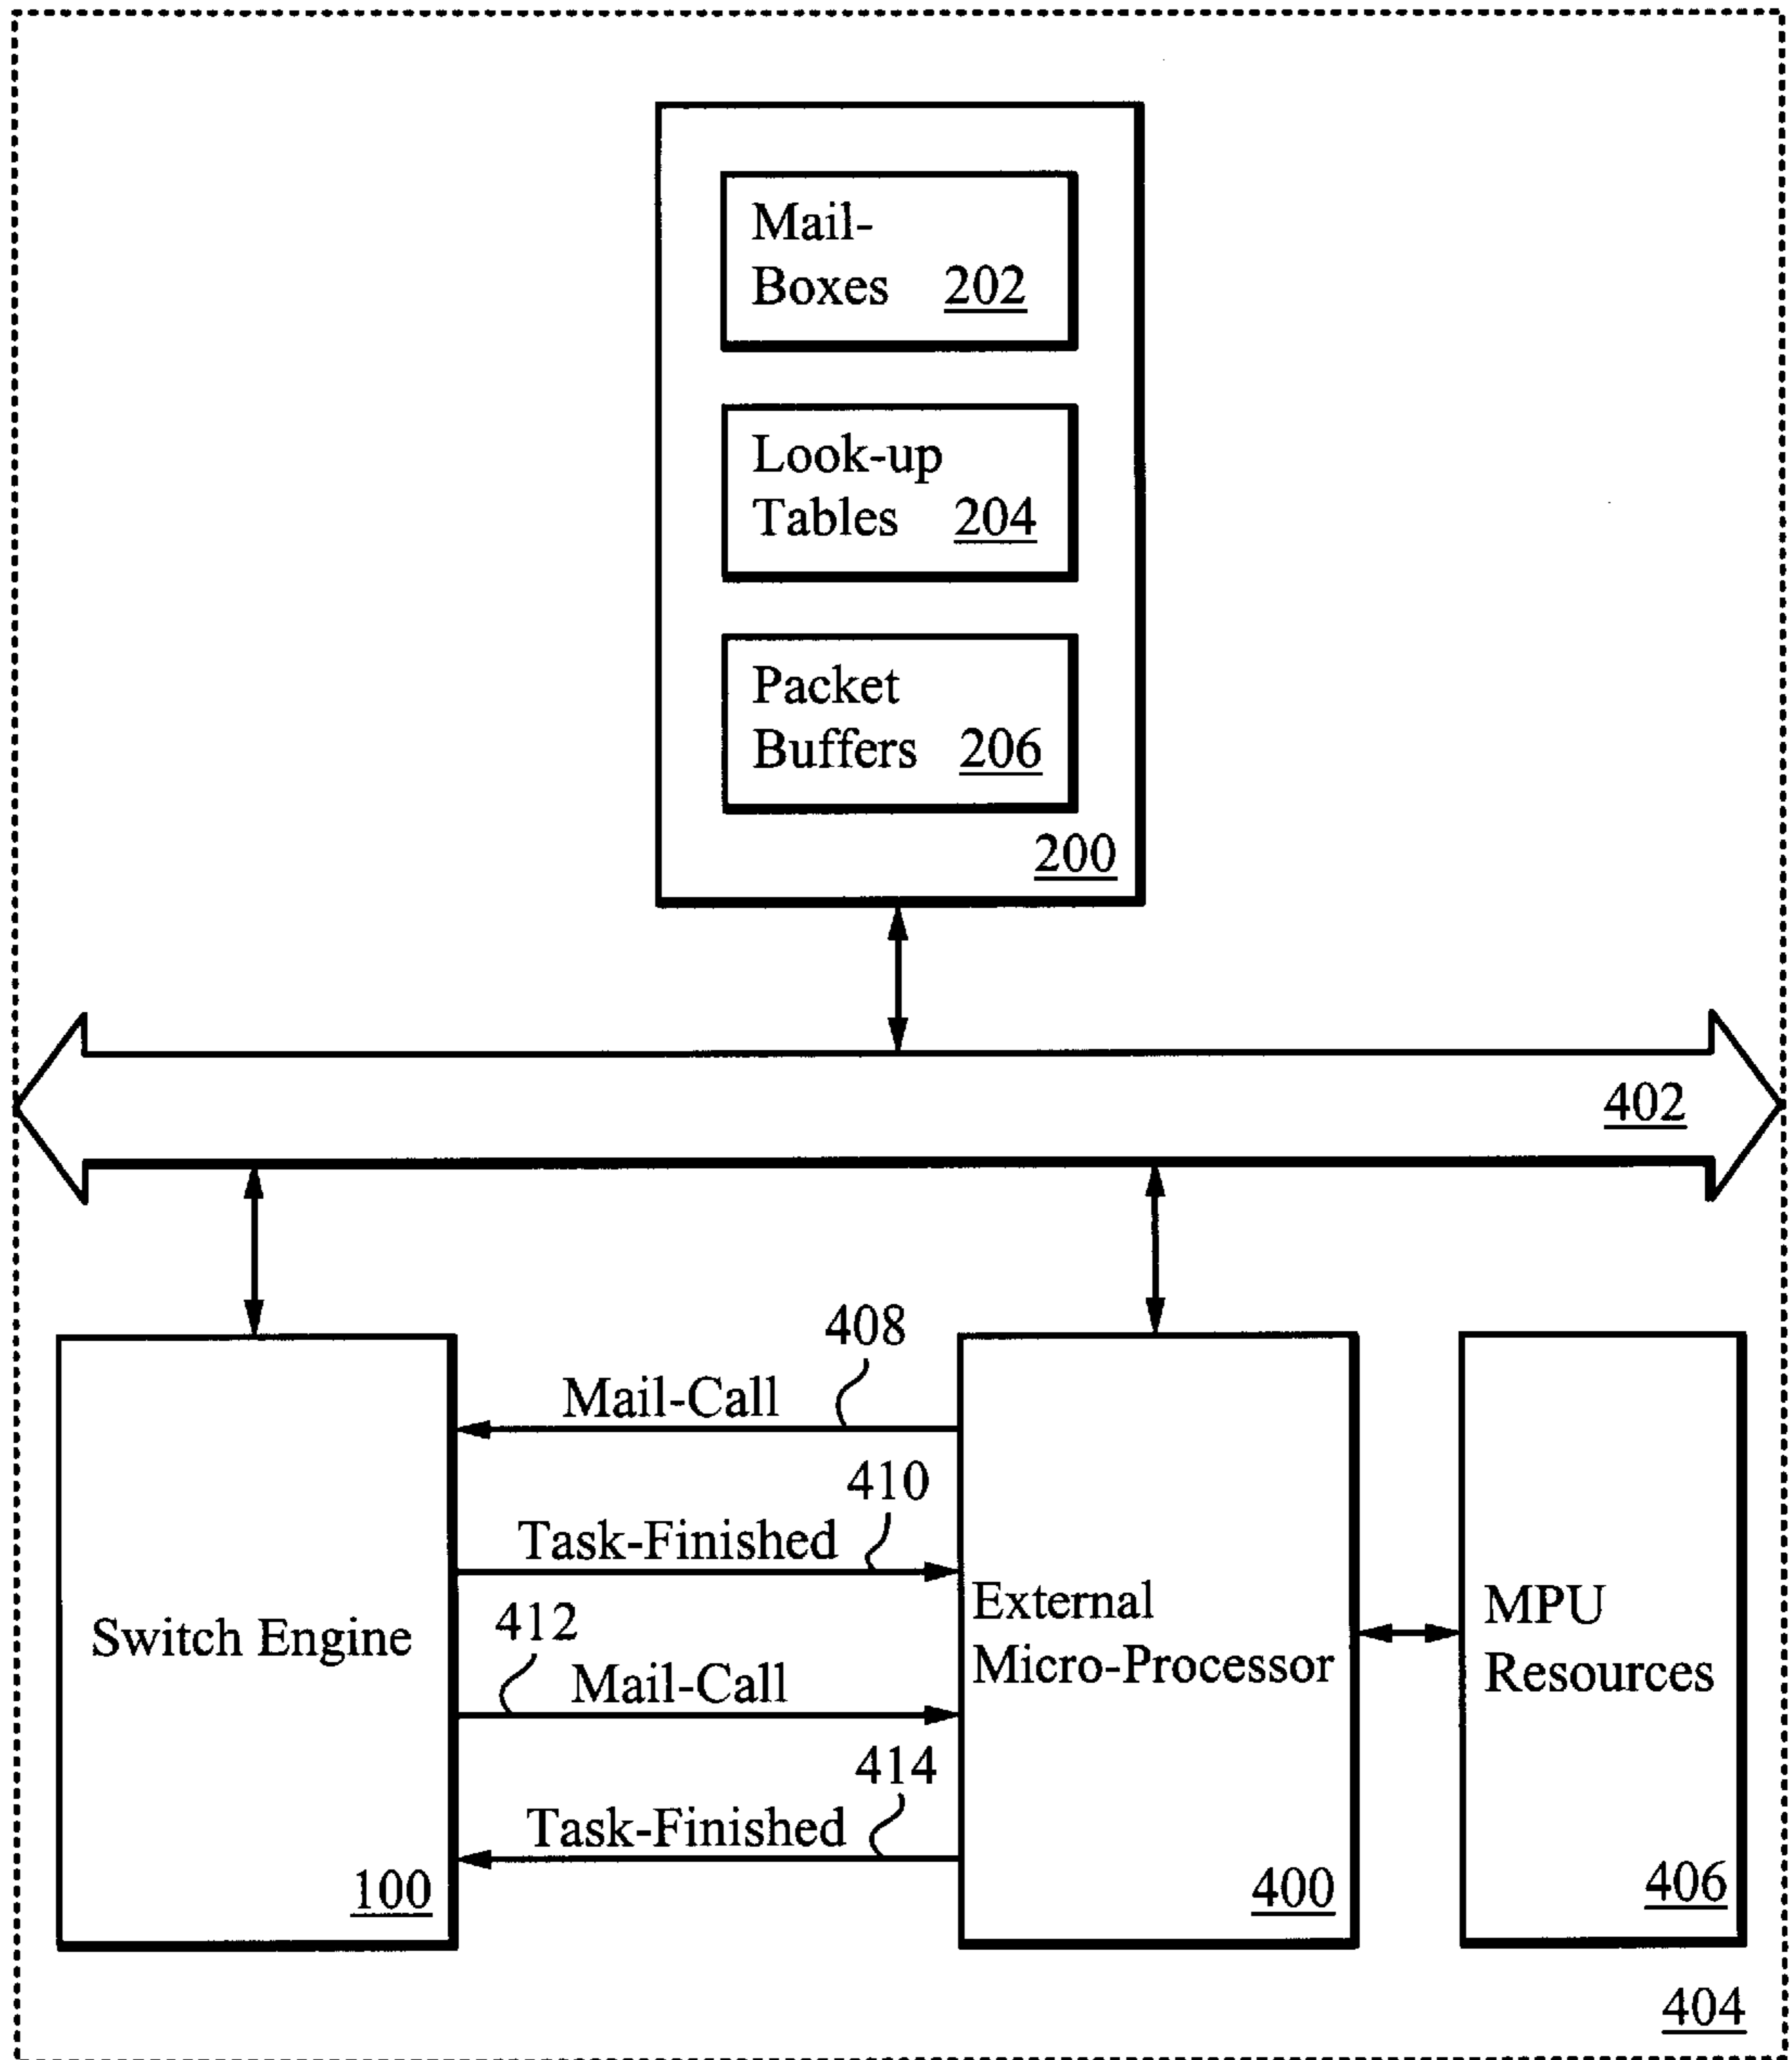 Mail-
Boxes 202
Look-up
Tables 204
Packet
Buffers 206
200
402
408
Mail-Call
410
Task-Finished
412
Mail-Call
414
Task-Finished
Switch Engine
100
External
Micro-Processor
400
MPU
Resources
406
404